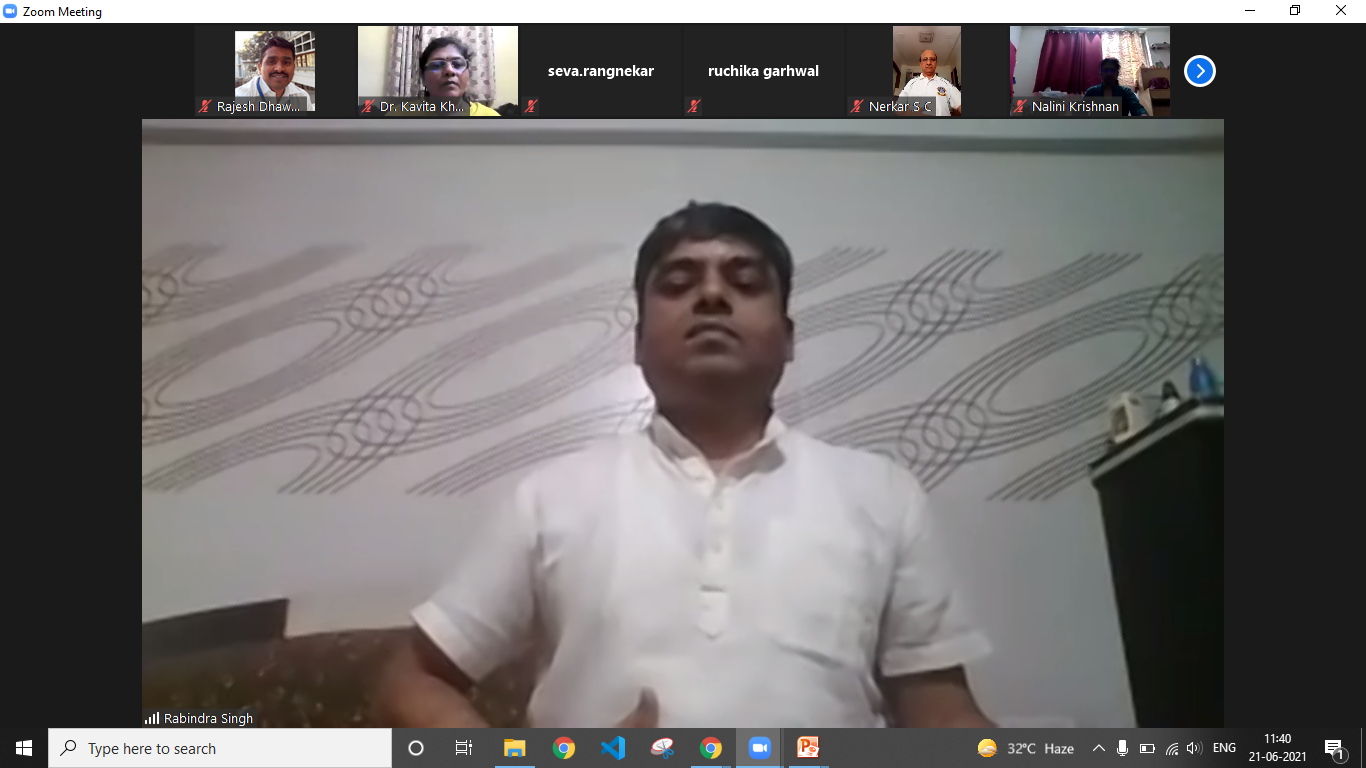 Zoom Meeting
Rajesh Dhaw...
Dr. Kavita Kh...
seva.rangnekar
ruchika garhwal
Nerkar S C
Nalini Krishnan
Rabindra Singh
Type here to search
32°C Haze
ENG
11:40
21-06-2021
1